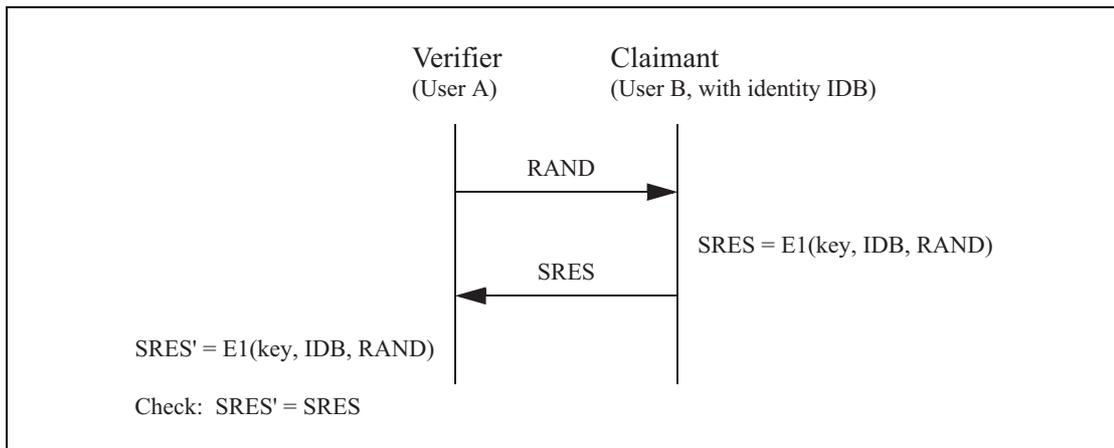 Verifier
(User A)
Claimant
(User B, with identity IDB)
RAND
SRES = E1(key, IDB, RAND)
SRES
SRES' = E1(key, IDB, RAND)
Check:  SRES' = SRES